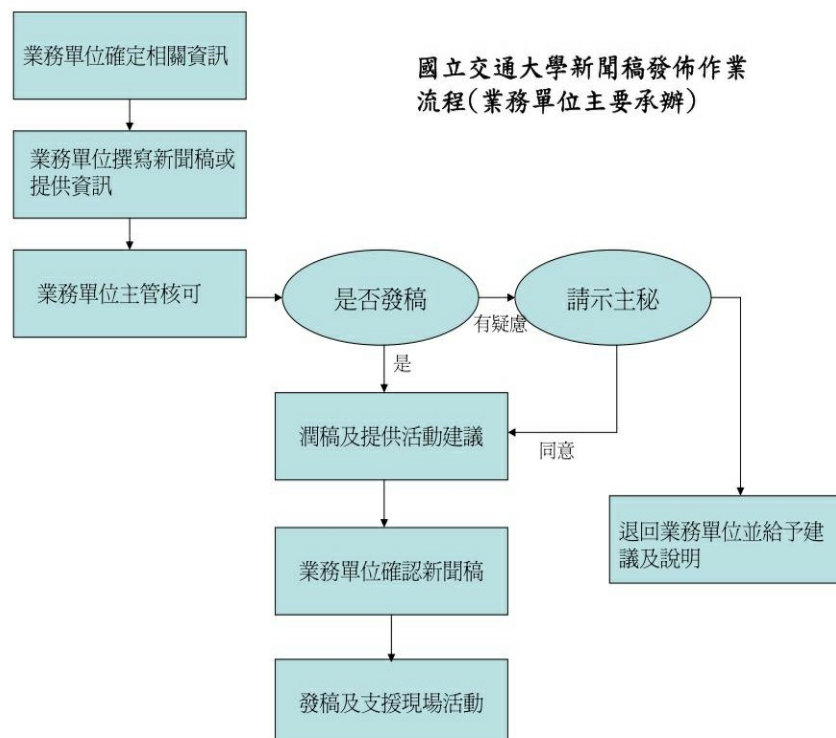 國立交通大學新聞稿發佈作業
流程(業務單位主要承辦)
業務單位確定相關資訊
業務單位撰寫新聞稿或
提供資訊
業務單位主管核可
是否發稿
有疑慮
請示主秘
是
潤稿及提供活動建議
同意
退回業務單位並給予建
議及說明
業務單位確認新聞稿
發稿及支援現場活動